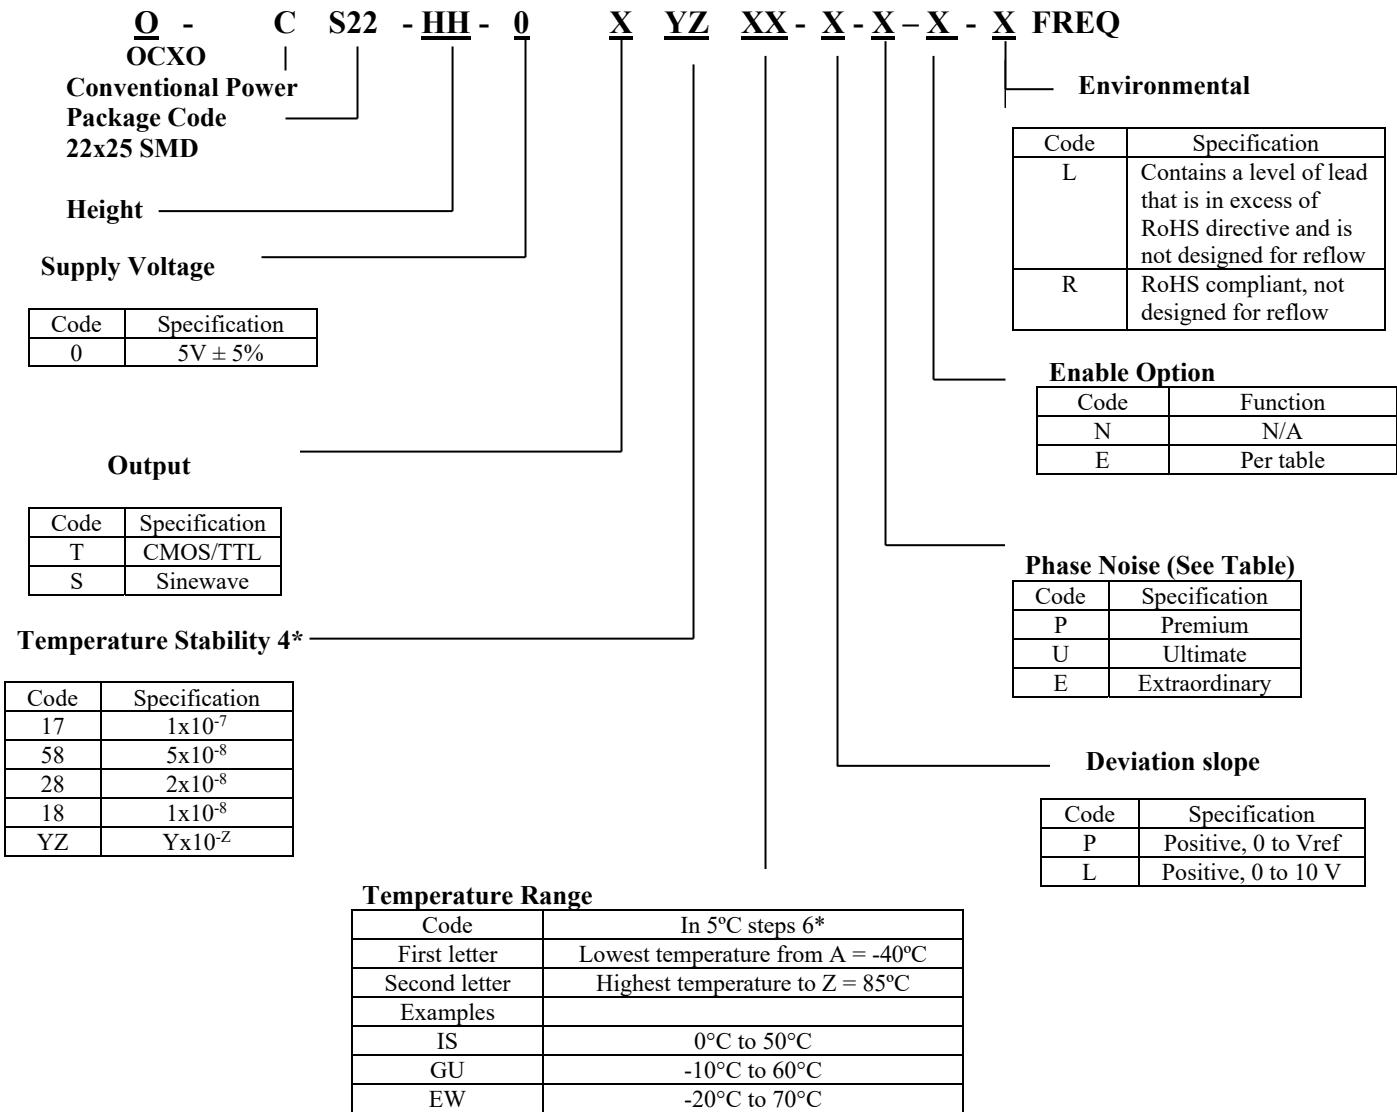 O - C S22 - HH - 0 X YZ XX - X - X – X - X FREQ
OCXO
Conventional Power
Package Code
22x25 SMD
Height
Supply Voltage
Code Specification
0 5V ± 5%
Output
Code Specification
T CMOS/TTL
S Sinewave
Temperature Stability 4*
Code Specification
17 1x10⁻⁷
58 5x10⁻⁸
28 2x10⁻⁸
18 1x10⁻⁸
YZ Yx10⁻ᶻ
Environmental
Code Specification
L Contains a level of lead
that is in excess of
RoHS directive and is
not designed for reflow
R RoHS compliant, not
designed for reflow
Enable Option
Code Function
N N/A
E Per table
Phase Noise (See Table)
Code Specification
P Premium
U Ultimate
E Extraordinary
Deviation slope
Code Specification
P Positive, 0 to Vref
L Positive, 0 to 10 V
Temperature Range
Code In 5ºC steps 6*
First letter Lowest temperature from A = -40ºC
Second letter Highest temperature to Z = 85ºC
Examples
IS 0°C to 50°C
GU -10°C to 60°C
EW -20°C to 70°C